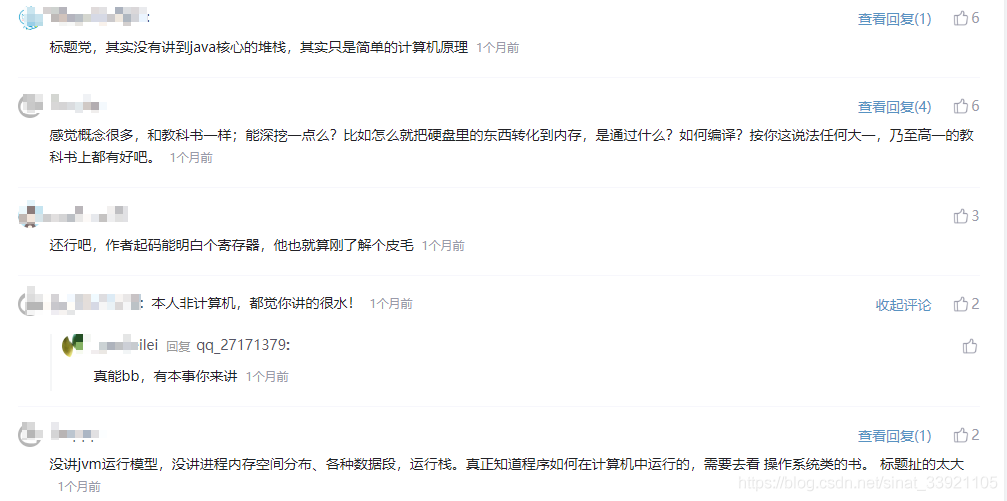 查看回复(1) 6
标题党，其实没有讲到java核心的堆栈，其实只是简单的计算机原理 1个月前
查看回复(4) 6
感觉概念很多，和教科书一样；能深挖一点么？比如怎么就把硬盘里的东西转化到内存，是通过什么？如何编译？按你这说法任何大一，乃至高一的教
科书上都有好吧。 1个月前
3
还行吧，作者起码能明白个寄存器，他也就算刚了解个皮毛 1个月前
: 本人非计算机，都觉你讲的很水！ 1个月前 收起评论 2
ilei 回复 qq_27171379:
真能bb，有本事你来讲 1个月前
查看回复(1) 2
没讲jvm运行模型，没讲进程内存空间分布、各种数据段，运行栈。真正知道程序如何在计算机中运行的，需要去看 操作系统类的书。 标题扯的太大
1个月前
https://blog.csdn.net/sinat_33921105